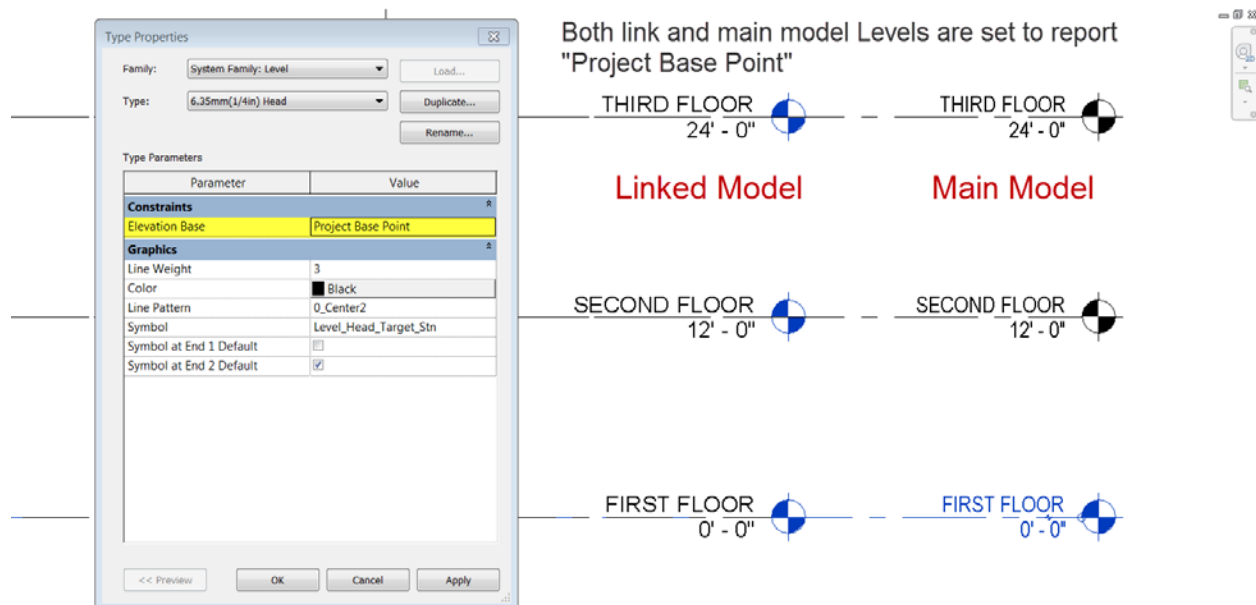 Type Properties
Family:
System Family: Level
Load...
Type:
6.35mm(1/4in) Head
Duplicate...
Rename...
Type Parameters
Parameter Value
Constraints
Elevation Base Project Base Point
Graphics
Line Weight 3
Color Black
Line Pattern 0_Center2
Symbol Level_Head_Target_Stn
Symbol at End 1 Default
Symbol at End 2 Default
<< Preview
OK
Cancel
Apply
Both link and main model Levels are set to report
"Project Base Point"
THIRD FLOOR
24' - 0"
THIRD FLOOR
24' - 0"
Linked Model
Main Model
SECOND FLOOR
12' - 0"
SECOND FLOOR
12' - 0"
FIRST FLOOR
0' - 0"
FIRST FLOOR
0' - 0"